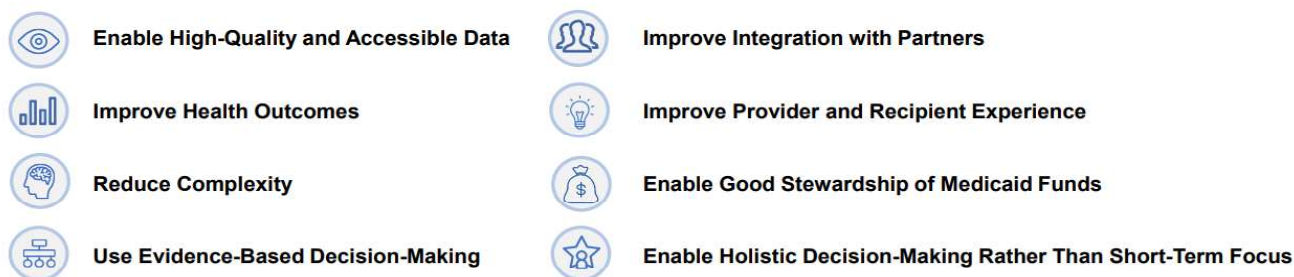 Enable High-Quality and Accessible Data
Improve Integration with Partners
Improve Health Outcomes
Improve Provider and Recipient Experience
Reduce Complexity
$
Enable Good Stewardship of Medicaid Funds
Use Evidence-Based Decision-Making
Enable Holistic Decision-Making Rather Than Short-Term Focus